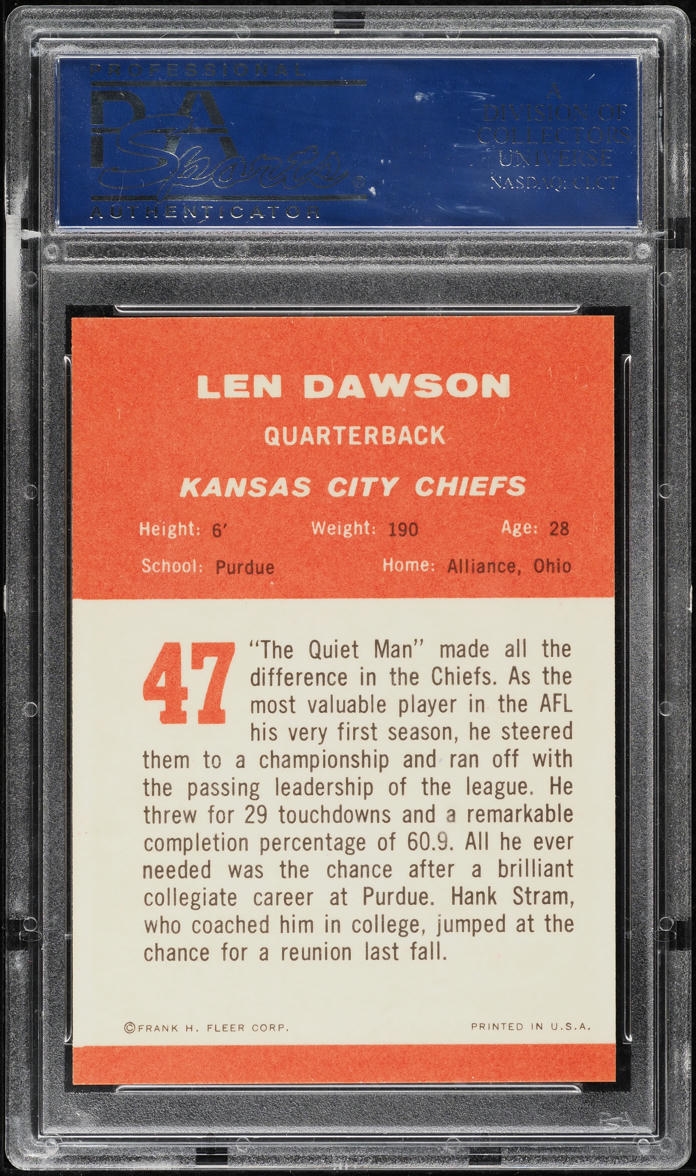 PROFESSIONAL
PSA
Sports
AUTHENTICATOR
A
DIVISION OF
COLLECTORS
UNIVERSE
NASDAQ: CLCT
LEN DAWSON
QUARTERBACK
KANSAS CITY CHIEFS
Height: 6' Weight: 190 Age: 28
School: Purdue Home: Alliance, Ohio
47
"The Quiet Man" made all the
difference in the Chiefs. As the
most valuable player in the AFL
his very first season, he steered
them to a championship and ran off with
the passing leadership of the league. He
threw for 29 touchdowns and a remarkable
completion percentage of 60.9. All he ever
needed was the chance after a brilliant
collegiate career at Purdue. Hank Stram,
who coached him in college, jumped at the
chance for a reunion last fall.
©FRANK H. FLEER CORP. PRINTED IN U.S.A.
PSA